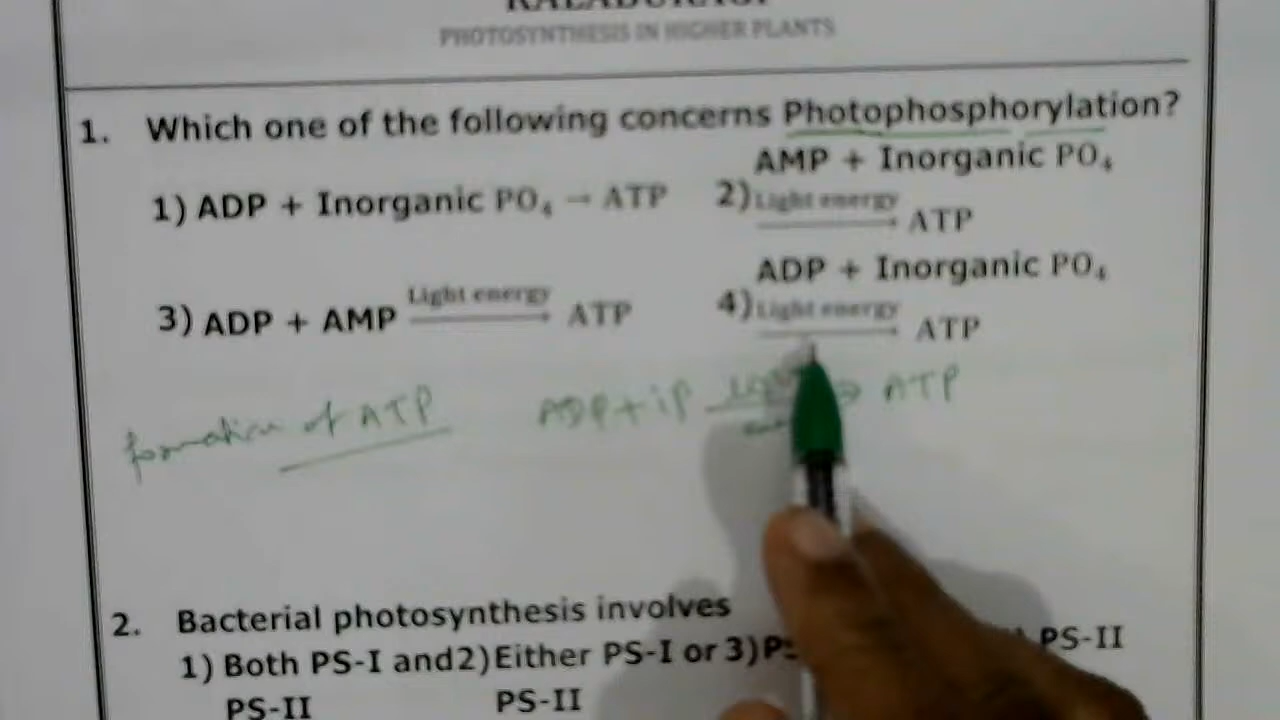 PHOTOSYNTHESIS IN HIGHER PLANTS
1. Which one of the following concerns Photophosphorylation?
1) ADP + Inorganic PO₄ → ATP
2) AMP + Inorganic PO₄
Light energy
→ ATP
3) ADP + AMP Light energy → ATP
4) ADP + Inorganic PO₄
Light energy
→ ATP
formation of ATP
ADP + iP → ATP
2. Bacterial photosynthesis involves
1) Both PS-I and 2) Either PS-I or 3) PS-II
PS-II PS-II